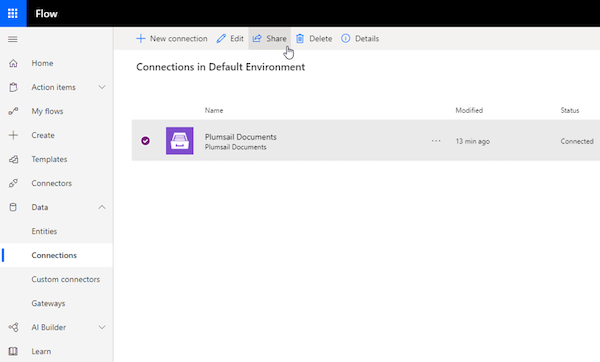 Flow
New connection Edit Share Delete Details
Home
Action items
My flows
Create
Templates
Connectors
Data
Entities
Connections
Custom connectors
Gateways
AI Builder
Learn
Connections in Default Environment
Name Modified Status
Plumsail Documents
Plumsail Documents
13 min ago Connected